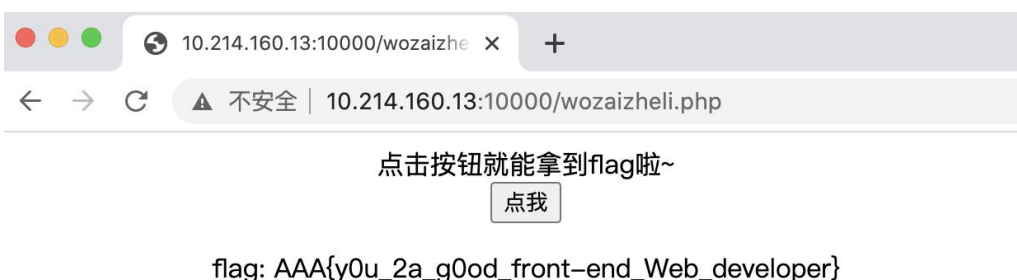 10.214.160.13:10000/wozaizhe
不安全 | 10.214.160.13:10000/wozaizheli.php
点击按钮就能拿到flag啦~
点我
flag: AAA{y0u_2a_g0od_front-end_Web_developer}